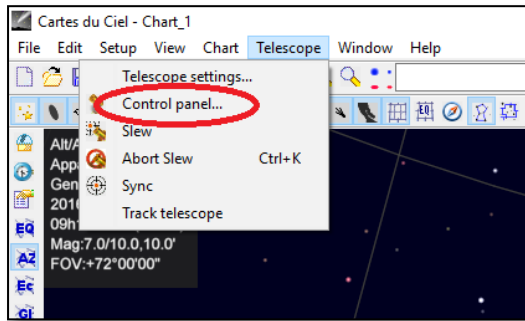 Cartes du Ciel - Chart_1
File Edit Setup View Chart Telescope Window Help
Telescope settings...
Control panel...
Slew
Abort Slew Ctrl+K
Sync
Track telescope
Alt/A
App
Gen
2016
09h1
Mag:7.0/10.0,10.0'
FOV:+72°00'00"
EQ
EQ
AZ
Ec
Gl